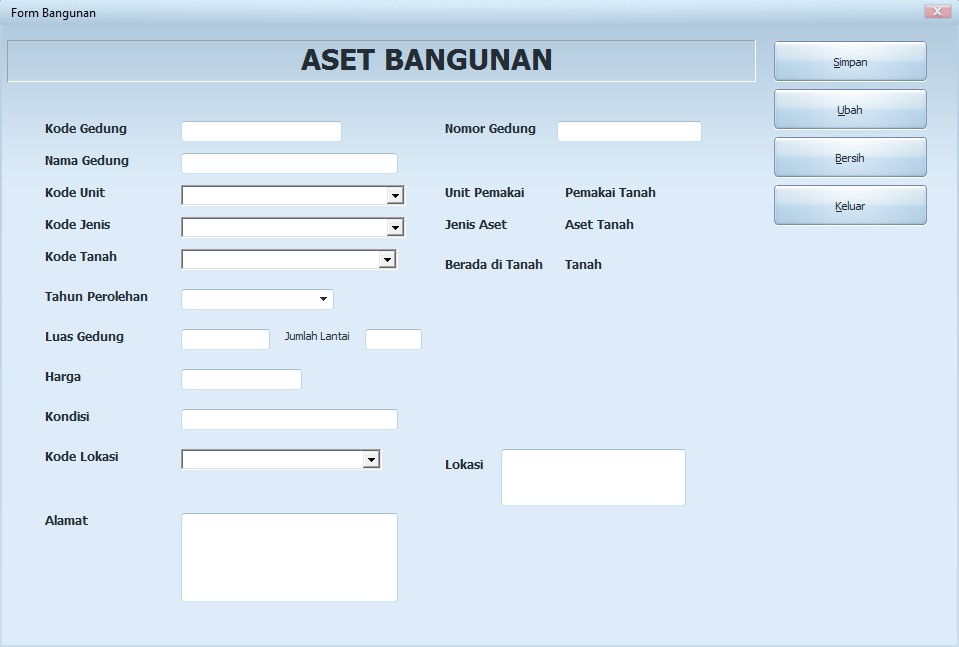 Form Bangunan
ASET BANGUNAN
Simpan
Ubah
Bersih
Keluar
Kode Gedung
Nomor Gedung
Nama Gedung
Kode Unit
Unit Pemakai
Pemakai Tanah
Kode Jenis
Jenis Aset
Aset Tanah
Kode Tanah
Berada di Tanah
Tanah
Tahun Perolehan
Luas Gedung
Jumlah Lantai
Harga
Kondisi
Kode Lokasi
Lokasi
Alamat